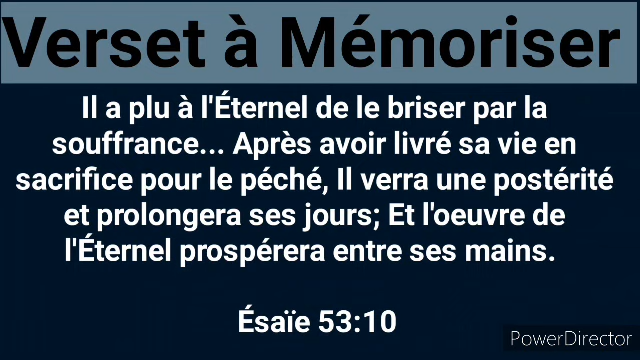 Verset à Mémoriser
Il a plu à l'Éternel de le briser par la
souffrance... Après avoir livré sa vie en
sacrifice pour le péché, Il verra une postérité
et prolongera ses jours; Et l'oeuvre de
l'Éternel prospérera entre ses mains.
Ésaïe 53:10
PowerDirector